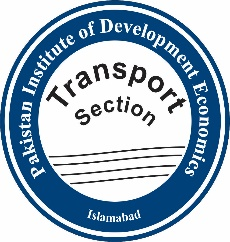 Pakistan Institute of Development Economics
Transport
Section
Islamabad